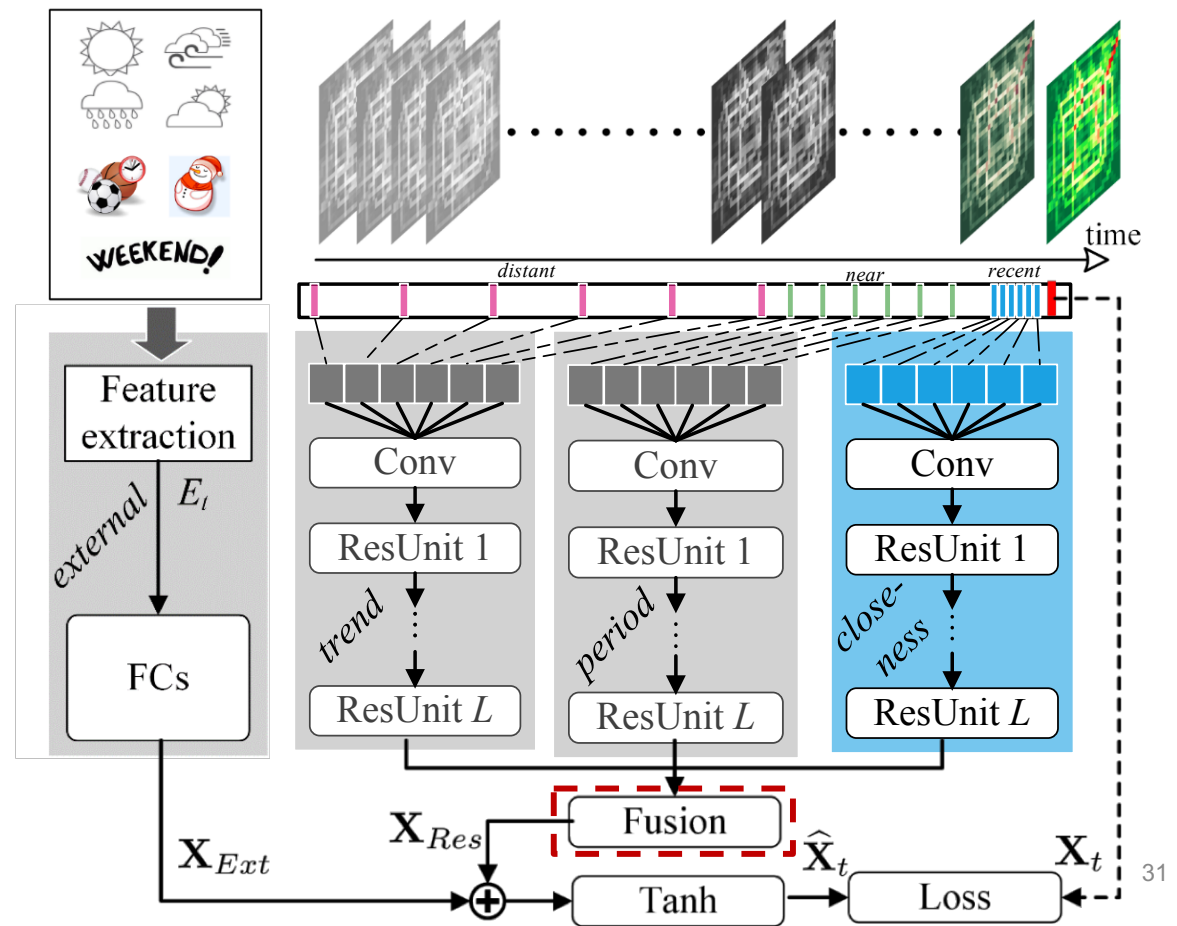 WEEKEND!
time
distant
near
recent
Feature
extraction
external
E_t
FCs
Conv
ResUnit 1
trend
ResUnit L
Conv
ResUnit 1
period
ResUnit L
Conv
ResUnit 1
close-
ness
ResUnit L
Fusion
X_Res
X_Ext
Tanh
X̂_t
Loss
X_t
31